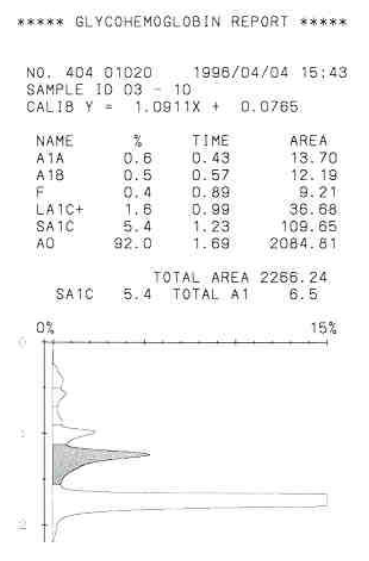 ***** GLYCOHEMOGLOBIN REPORT *****
NO. 404 01020 1996/04/04 15:43
SAMPLE ID 03 - 10
CALIB Y = 1.0911X + 0.0765
NAME % TIME AREA
A1A 0.6 0.43 13.70
A1B 0.5 0.57 12.19
F 0.4 0.89 9.21
LA1C+ 1.6 0.99 36.68
SA1C 5.4 1.23 109.65
A0 92.0 1.69 2084.81
TOTAL AREA 2266.24
SA1C 5.4 TOTAL A1 6.5
0% 15%
0